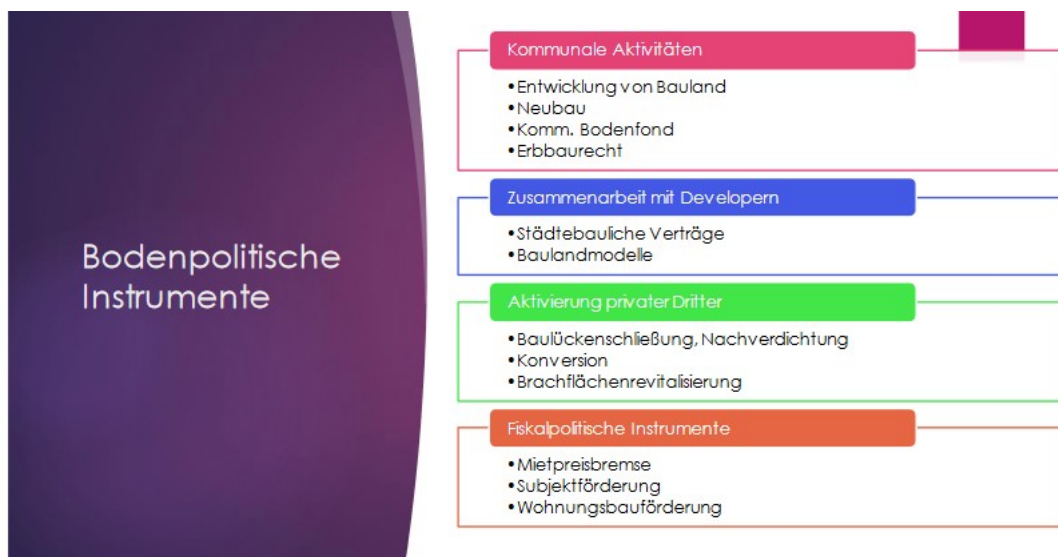 Bodenpolitische
Instrumente
Kommunale Aktivitäten
•Entwicklung von Bauland
•Neubau
•Komm. Bodenfond
•Erbbaurecht
Zusammenarbeit mit Developern
•Städtebauliche Verträge
•Baulandmodelle
Aktivierung privater Dritter
•Baulückenschließung, Nachverdichtung
•Konversion
•Brachflächenrevitalisierung
Fiskalpolitische Instrumente
•Mietpreisbremse
•Subjektförderung
•Wohnungsbauförderung